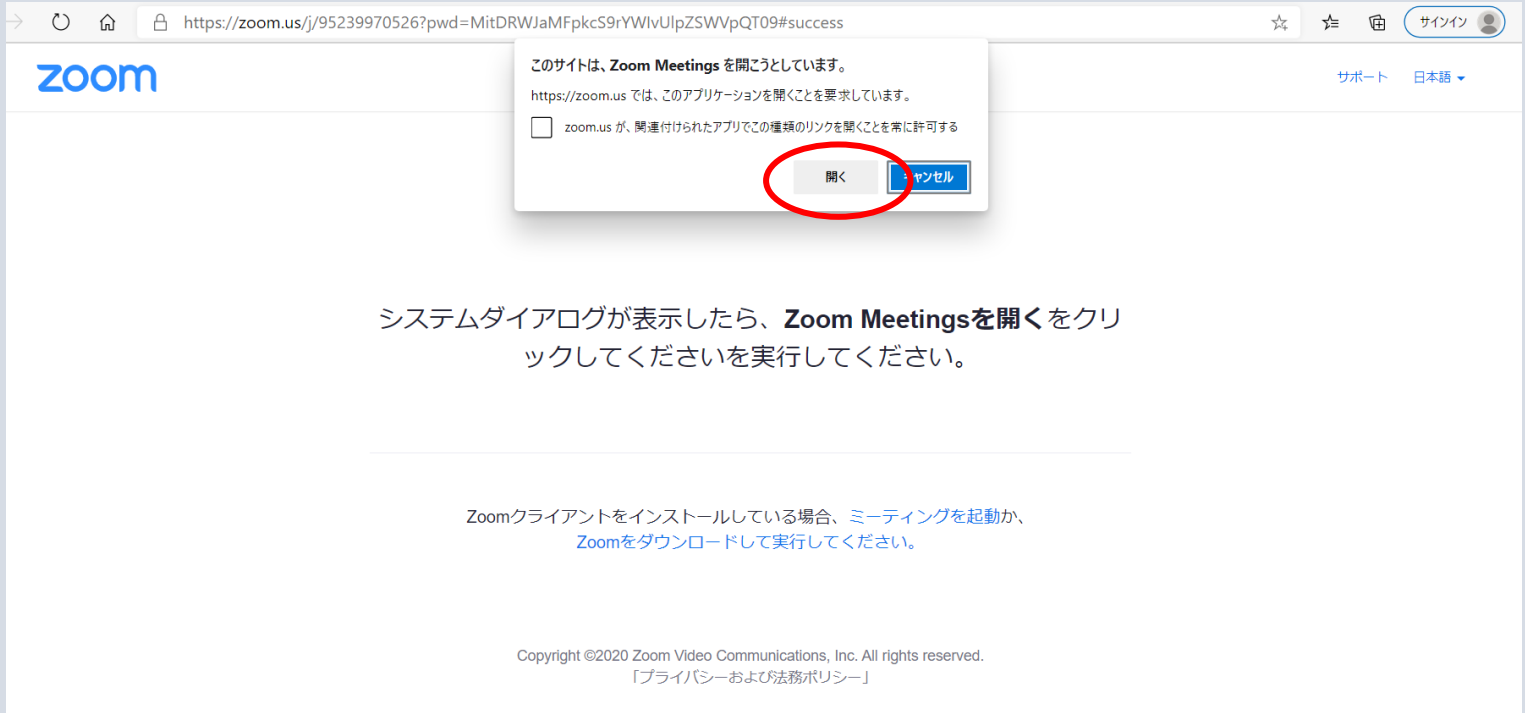 https://zoom.us/j/95239970526?pwd=MitDRWJaMFpkcS9rYWIvUlpZSWVpQT09#success
サインイン
zoom
サポート 日本語
このサイトは、Zoom Meetings を開こうとしています。
https://zoom.us では、このアプリケーションを開くことを要求しています。
zoom.us が、関連付けられたアプリでこの種類のリンクを開くことを常に許可する
開く キャンセル
システムダイアログが表示したら、Zoom Meetingsを開くをクリ
ックしてくださいを実行してください。
Zoomクライアントをインストールしている場合、ミーティングを起動か、
Zoomをダウンロードして実行してください。
Copyright ©2020 Zoom Video Communications, Inc. All rights reserved.
「プライバシーおよび法務ポリシー」